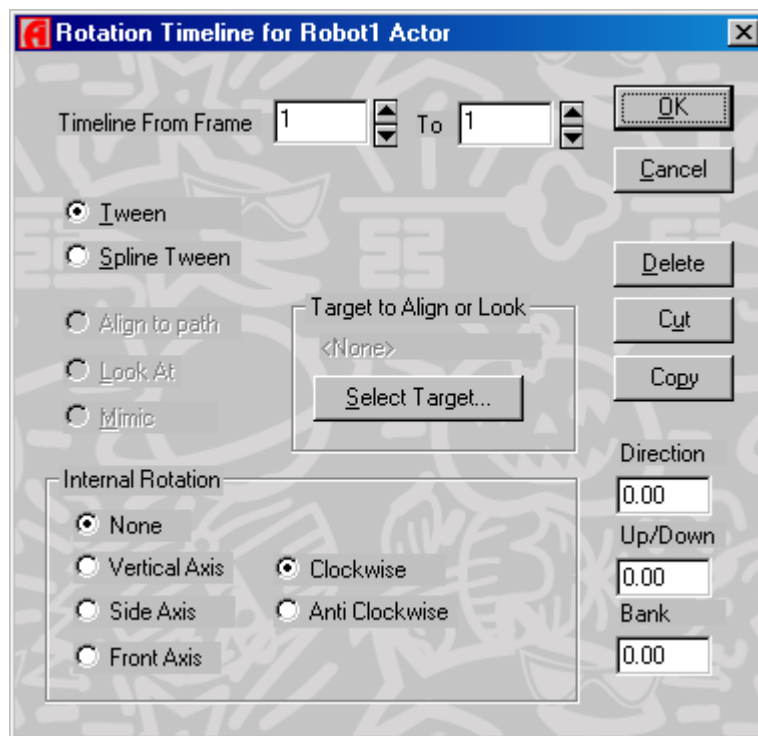 Rotation Timeline for Robot1 Actor
Timeline From Frame 1 To 1
OK
Cancel
Tween
Spline Tween
Delete
Cut
Copy
Align to path
Look At
Mimic
Target to Align or Look
<None>
Select Target...
Internal Rotation
None
Vertical Axis
Side Axis
Front Axis
Clockwise
Anti Clockwise
Direction
0.00
Up/Down
0.00
Bank
0.00